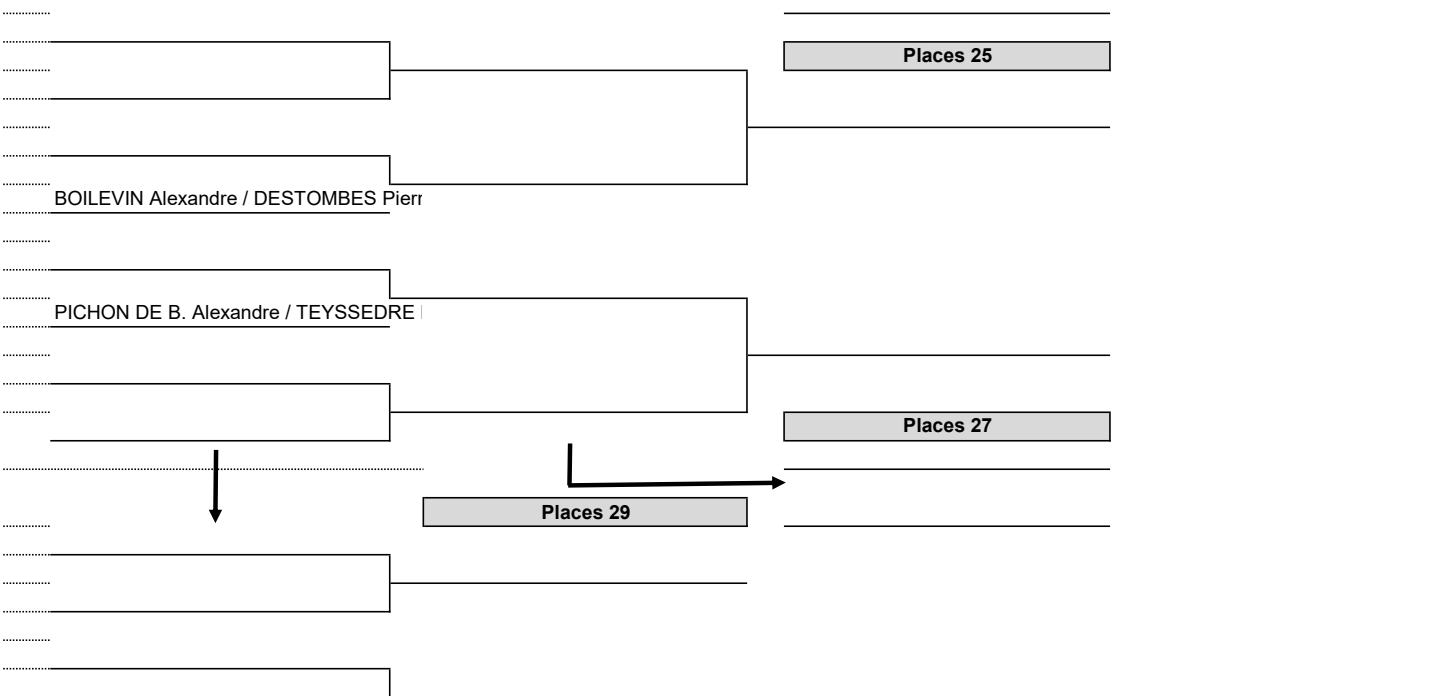 Places 25
BOILEVIN Alexandre / DESTOMBES Pierr
PICHON DE B. Alexandre / TEYSSEDRE
Places 27
Places 29